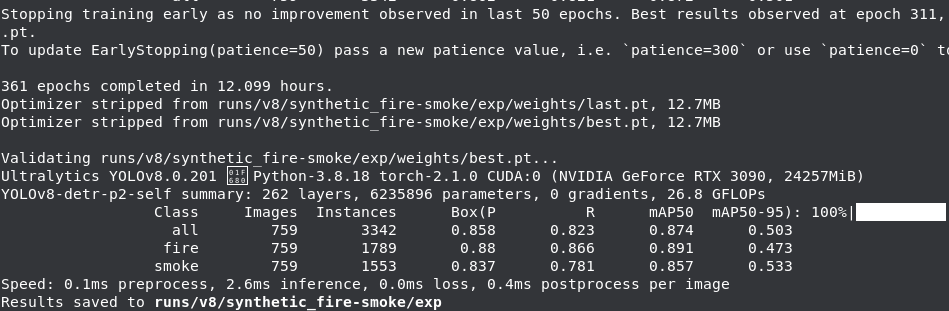 Stopping training early as no improvement observed in last 50 epochs. Best results observed at epoch 311,
.pt.
To update EarlyStopping(patience=50) pass a new patience value, i.e. `patience=300` or use `patience=0` to
361 epochs completed in 12.099 hours.
Optimizer stripped from runs/v8/synthetic_fire-smoke/exp/weights/last.pt, 12.7MB
Optimizer stripped from runs/v8/synthetic_fire-smoke/exp/weights/best.pt, 12.7MB
Validating runs/v8/synthetic_fire-smoke/exp/weights/best.pt...
Ultralytics YOLOv8.0.201 01F680 Python-3.8.18 torch-2.1.0 CUDA:0 (NVIDIA GeForce RTX 3090, 24257MiB)
YOLOv8-detr-p2-self summary: 262 layers, 6235896 parameters, 0 gradients, 26.8 GFLOPs
Class Images Instances Box(P R mAP50 mAP50-95): 100%|
all 759 3342 0.858 0.823 0.874 0.503
fire 759 1789 0.88 0.866 0.891 0.473
smoke 759 1553 0.837 0.781 0.857 0.533
Speed: 0.1ms preprocess, 2.6ms inference, 0.0ms loss, 0.4ms postprocess per image
Results saved to runs/v8/synthetic_fire-smoke/exp